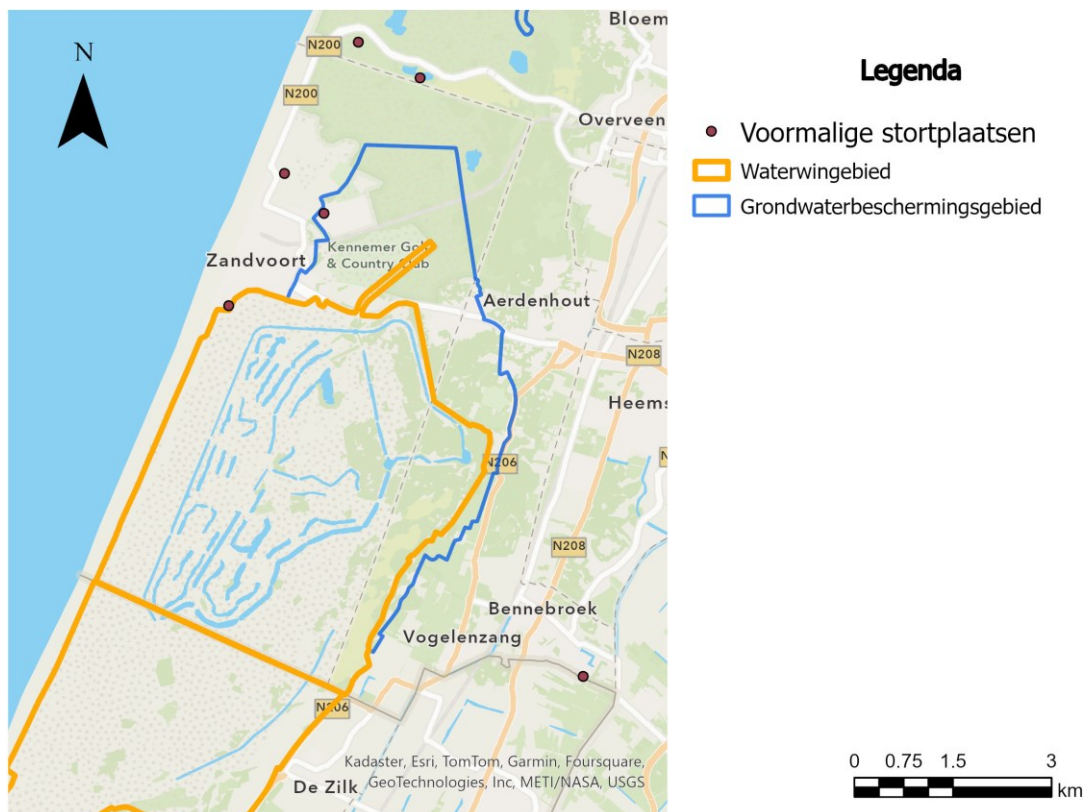 Bloem
N
N200
N200
Legenda
Overveen
Voormalige stortplaatsen
Waterwingebied
Grondwaterbeschermingsgebied
Kennemer Golf
& Country Club
Zandvoort
Aerdenhout
N208
Heems
N
N206
N208
Bennebroek
Vogelenzang
N206
Kadaster, Esri, TomTom, Garmin, Foursquare,
GeoTechnologies, Inc, METI/NASA, USGS
De Zilk
0 0.75 1.5 3
km